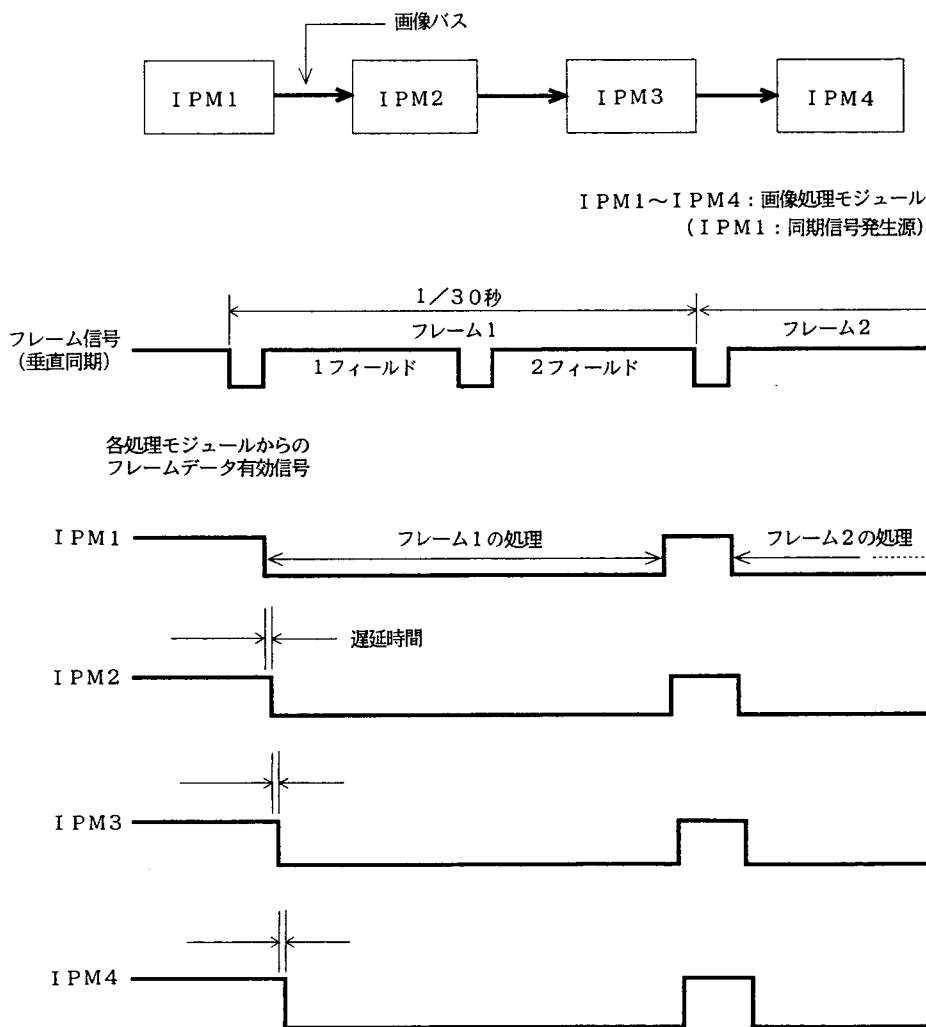 画像バス
IPM1
IPM2
IPM3
IPM4
IPM1～IPM4：画像処理モジュール
(IPM1：同期信号発生源)
1／30秒
フレーム信号
(垂直同期)
フレーム1
フレーム2
1フィールド
2フィールド
各処理モジュールからの
フレームデータ有効信号
IPM1
フレーム1の処理
フレーム2の処理
遅延時間
IPM2
IPM3
IPM4